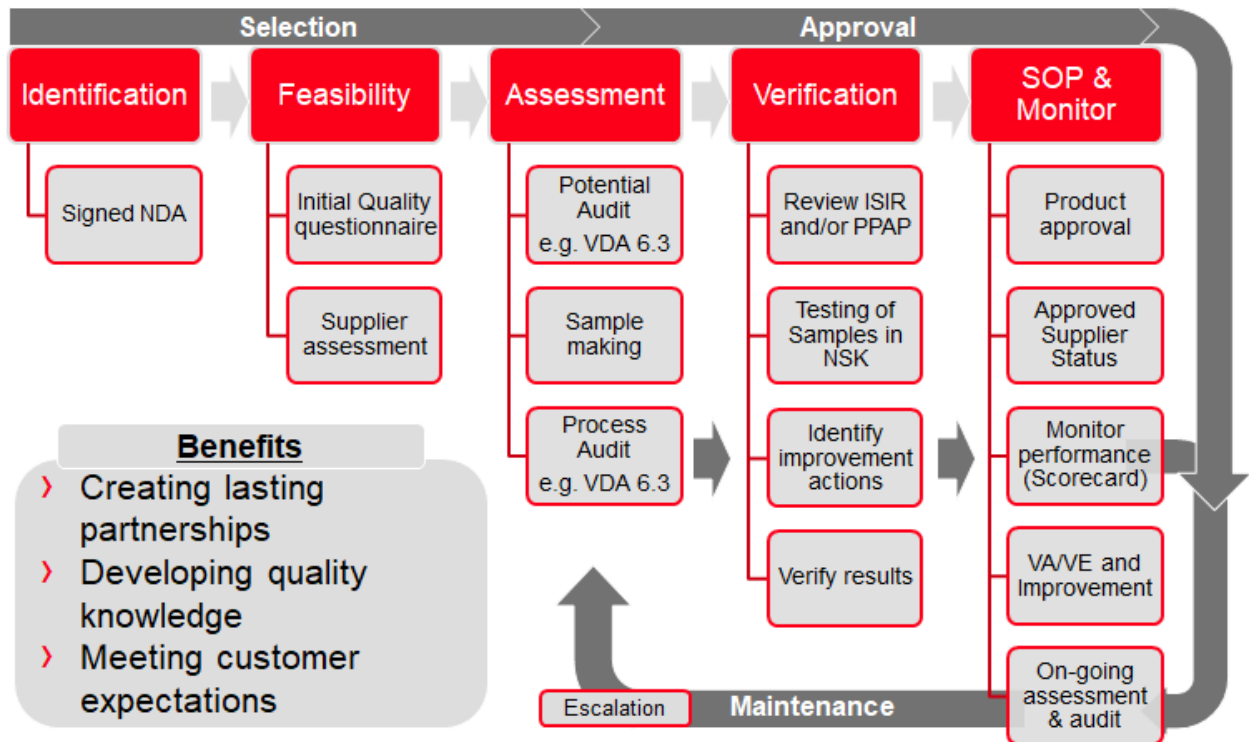 Selection
Approval
Identification
Feasibility
Assessment
Verification
SOP &
Monitor
Signed NDA
Initial Quality
questionnaire
Supplier
assessment
Potential
Audit
e.g. VDA 6.3
Sample
making
Process
Audit
e.g. VDA 6.3
Review ISIR
and/or PPAP
Testing of
Samples in
NSK
Identify
improvement
actions
Verify results
Product
approval
Approved
Supplier
Status
Monitor
performance
(Scorecard)
VA/VE and
Improvement
On-going
assessment
& audit
Benefits
› Creating lasting
partnerships
› Developing quality
knowledge
› Meeting customer
expectations
Escalation
Maintenance